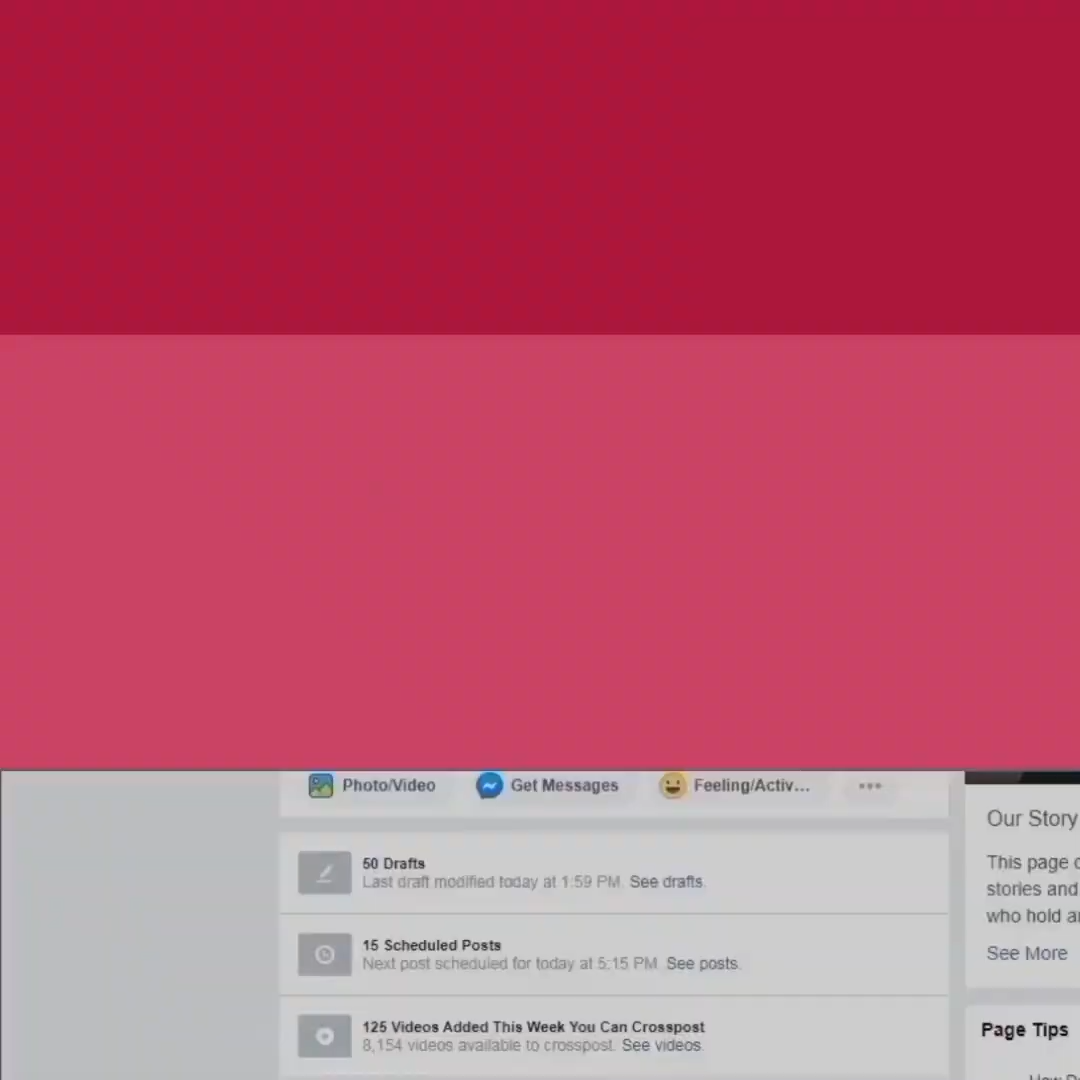 Photo/Video
Get Messages
Feeling/Activ...
50 Drafts
Last draft modified today at 1:59 PM. See drafts.
15 Scheduled Posts
Next post scheduled for today at 5:15 PM. See posts.
125 Videos Added This Week You Can Crosspost
8,154 videos available to crosspost. See videos.
Our Story
This page
stories and
who hold
See More
Page Tips